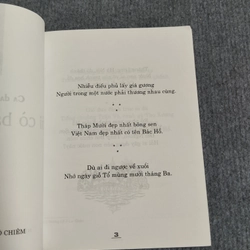 Nhiễu điều phủ lấy giá gương
Người trong một nước phải thương nhau cùng.
Tháp Mười đẹp nhất bông sen
Việt Nam đẹp nhất có tên Bác Hồ.
Dù ai đi ngược về xuôi
Nhớ ngày giỗ Tổ mùng mười tháng Ba.
3
CHIÊM